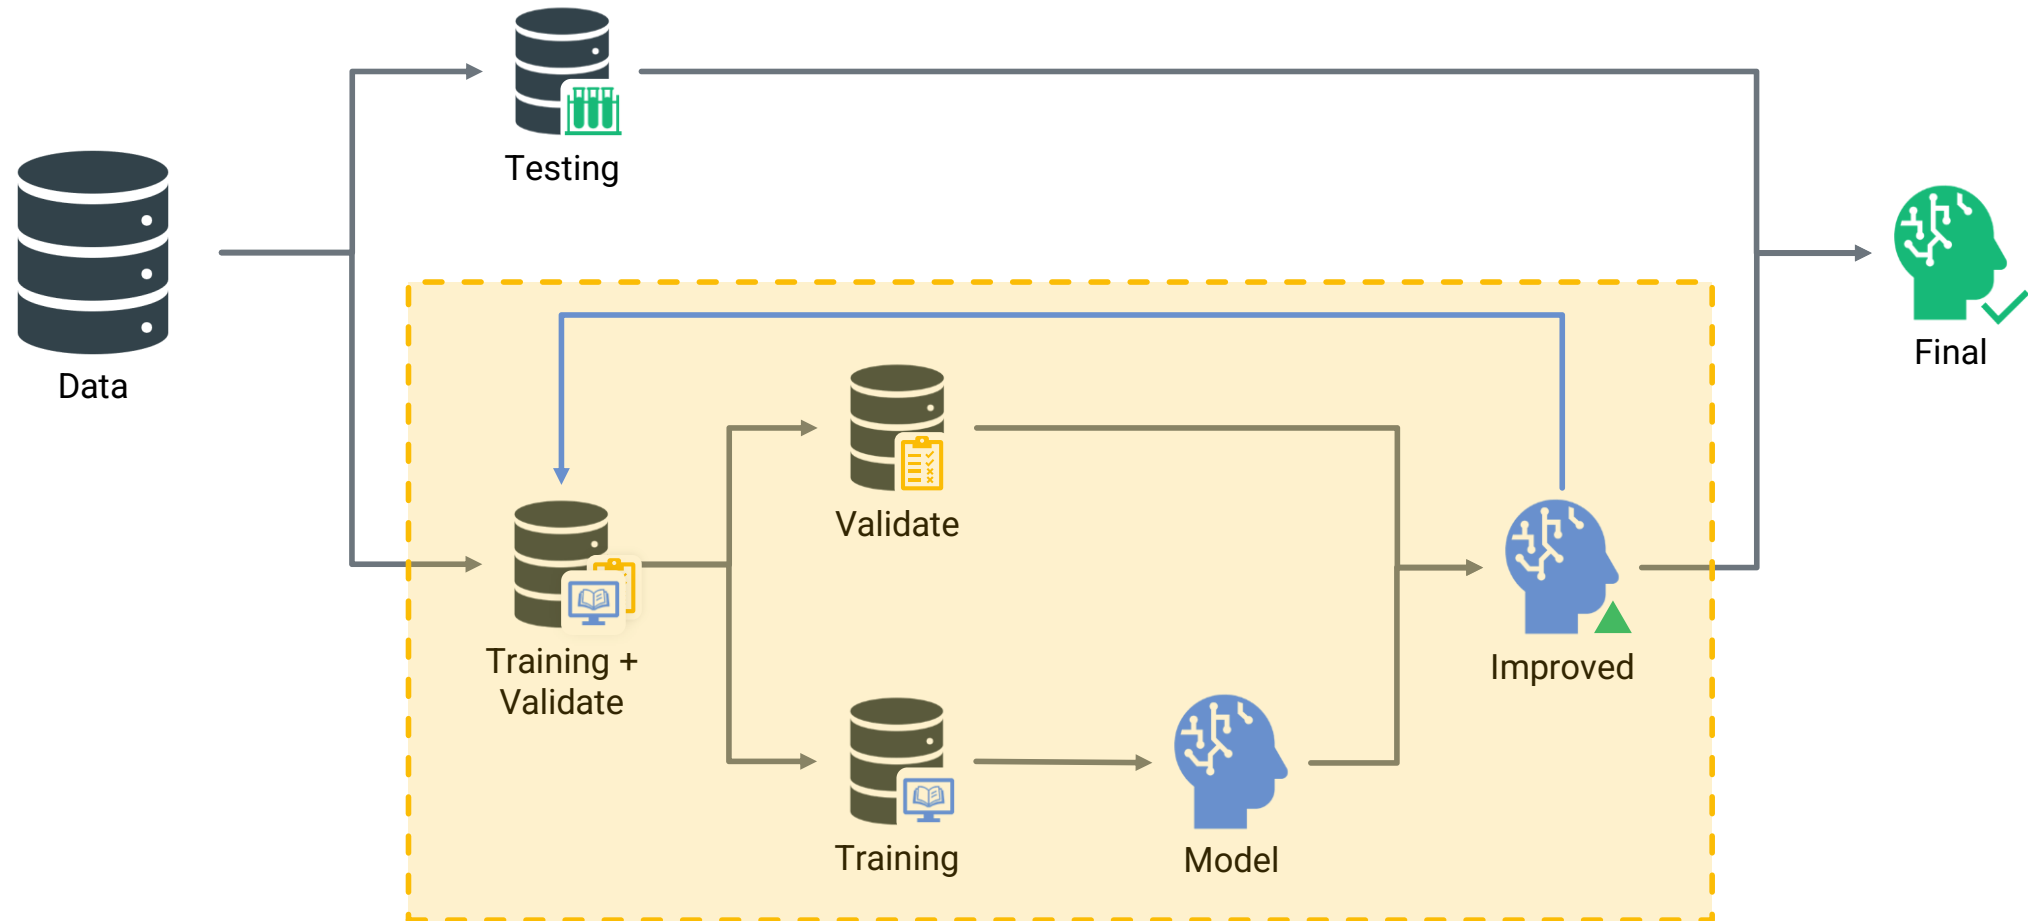 Testing
Data
Final
Validate
Training +
Validate
Improved
Training
Model